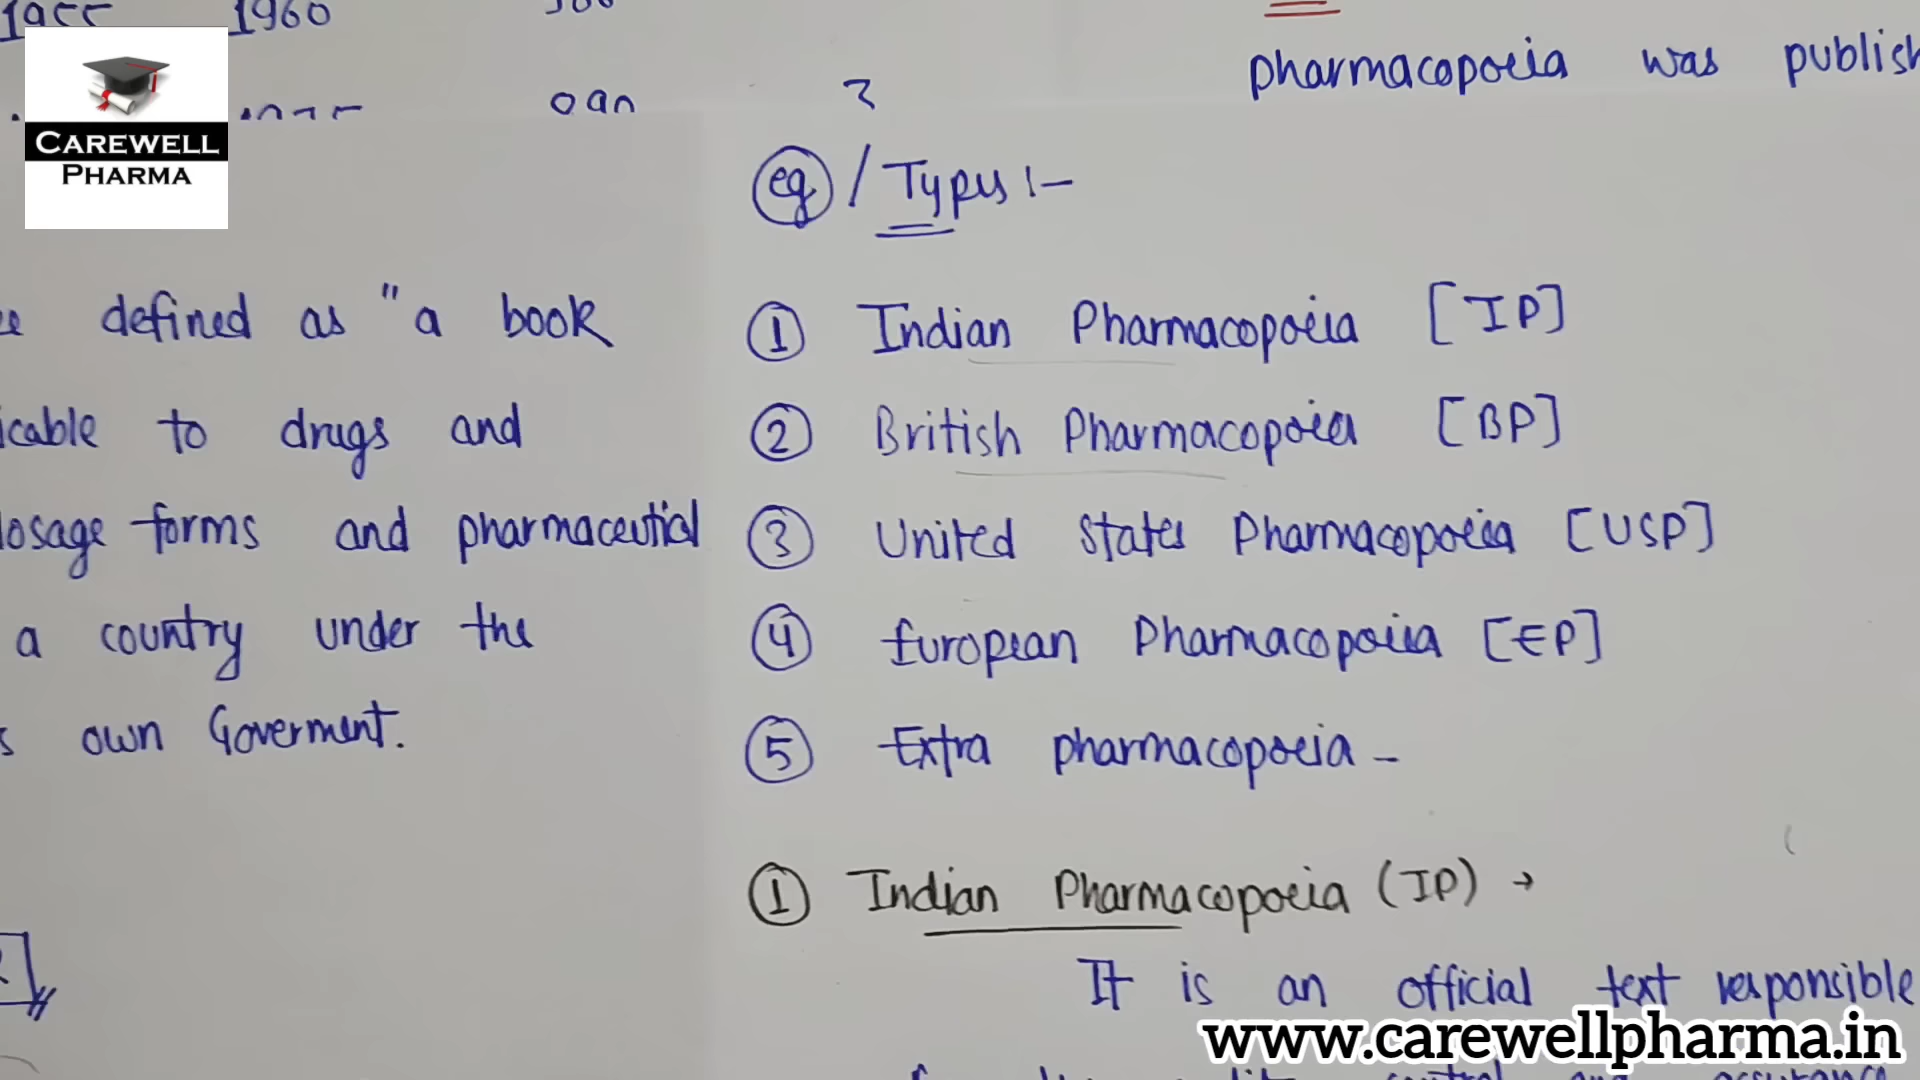 1955 1960
CAREWELL
PHARMA
pharmacopoeia was publish
defined as "a book
icable to drugs and
losage forms and pharmaceutical
a country under the
s own Goverment.
eg / Types :-
1 Indian Pharmacopoeia [IP]
2 British Pharmacopoeia [BP]
3 United States Pharmacopoeia [USP]
4 European Pharmacopoeia [EP]
5 Extra pharmacopoeia -
1 Indian Pharmacopoeia (IP) →
It is an official text responsible
www.carewellpharma.in